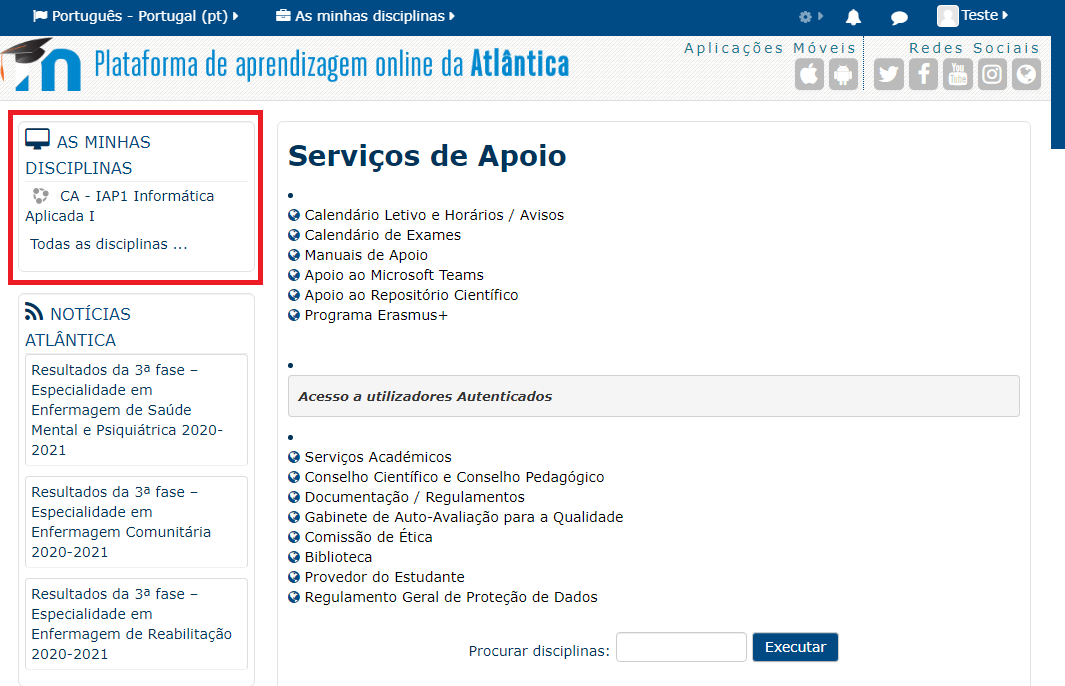 Português - Portugal (pt)
As minhas disciplinas
Teste
Plataforma de aprendizagem online da Atlântica
Aplicações Móveis
Redes Sociais
You
Tube
AS MINHAS
DISCIPLINAS
CA - IAP1 Informática
Aplicada I
Todas as disciplinas ...
NOTÍCIAS
ATLÂNTICA
Resultados da 3ª fase –
Especialidade em
Enfermagem de Saúde
Mental e Psiquiátrica 2020-
2021
Resultados da 3ª fase –
Especialidade em
Enfermagem Comunitária
2020-2021
Resultados da 3ª fase –
Especialidade em
Enfermagem de Reabilitação
2020-2021
Serviços de Apoio
Calendário Letivo e Horários / Avisos
Calendário de Exames
Manuais de Apoio
Apoio ao Microsoft Teams
Apoio ao Repositório Científico
Programa Erasmus+
Acesso a utilizadores Autenticados
Serviços Académicos
Conselho Científico e Conselho Pedagógico
Documentação / Regulamentos
Gabinete de Auto-Avaliação para a Qualidade
Comissão de Ética
Biblioteca
Provedor do Estudante
Regulamento Geral de Proteção de Dados
Procurar disciplinas:
Executar